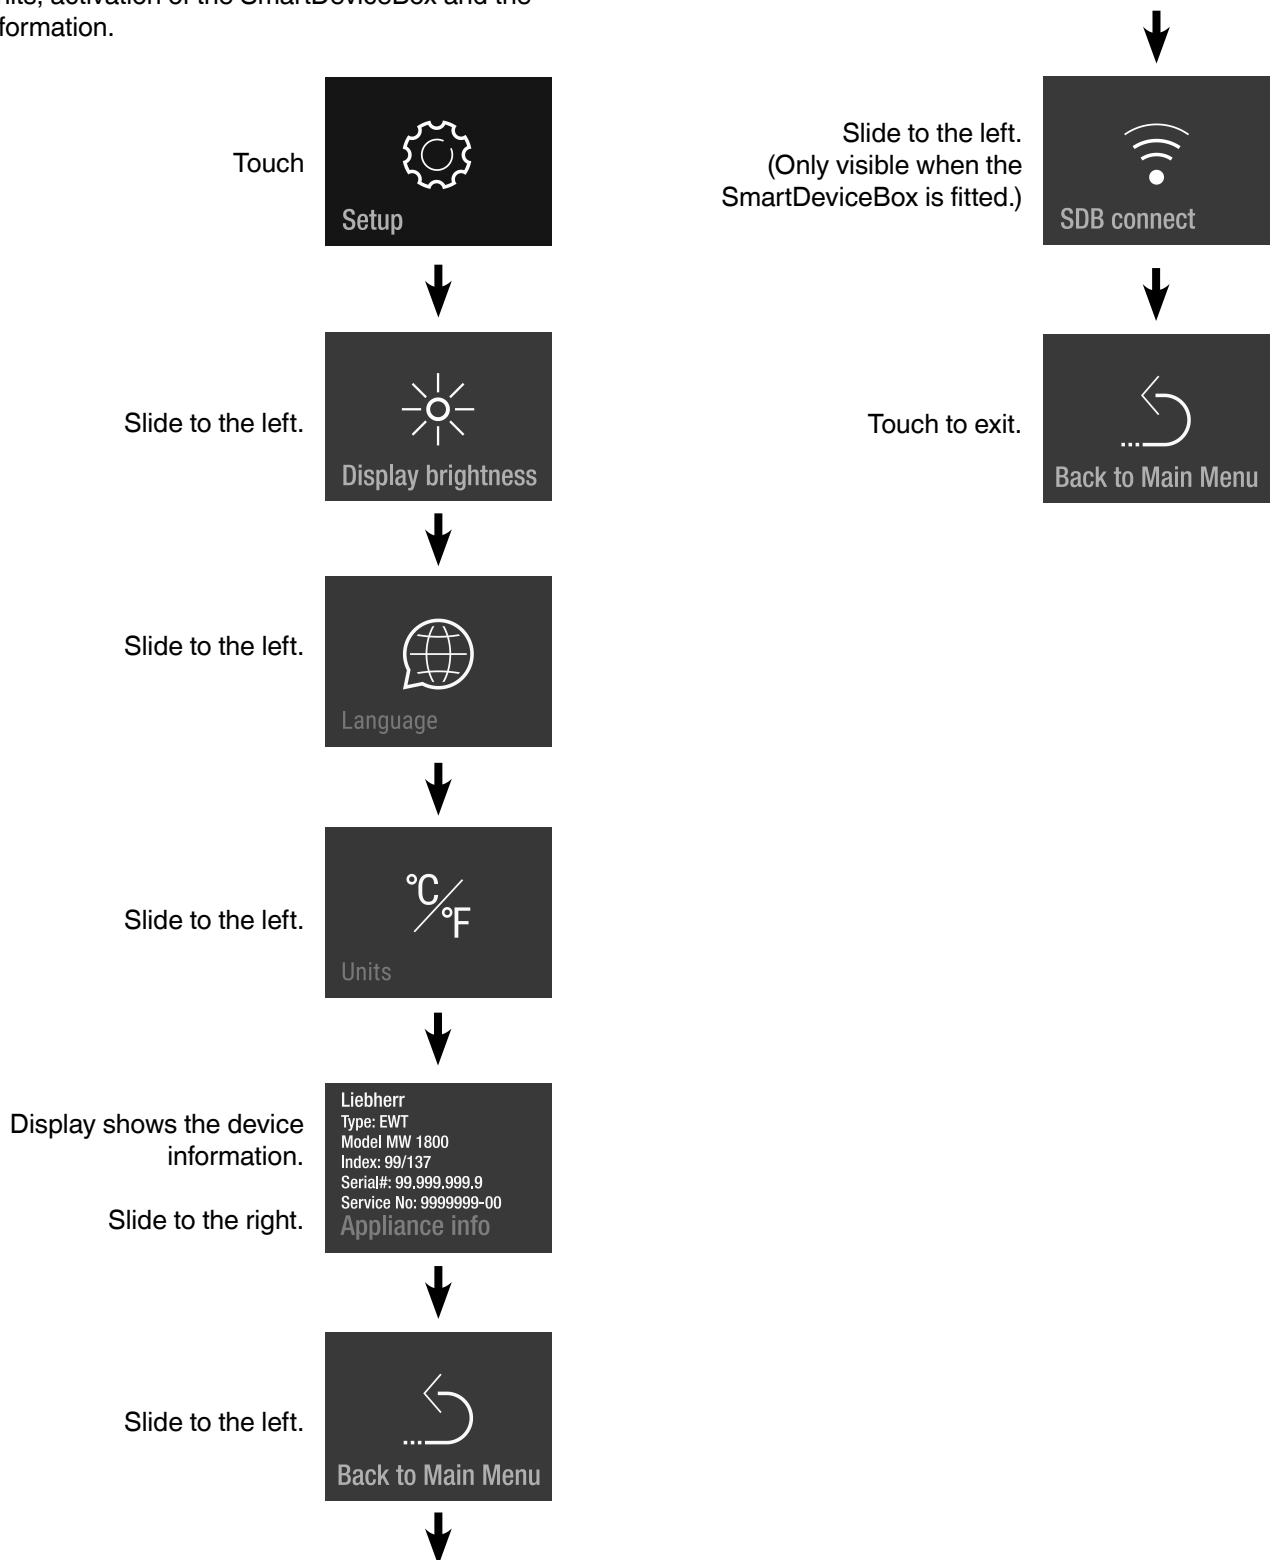 formation.
Touch
Setup
Slide to the left.
Display brightness
Slide to the left.
Language
Slide to the left.
°C/°F
Units
Display shows the device
information.
Slide to the right.
Liebherr
Type: EWT
Model MW 1800
Index: 99/137
Serial#: 99.999.999.9
Service No: 9999999-00
Appliance info
Slide to the left.
Back to Main Menu
Slide to the left.
(Only visible when the
SmartDeviceBox is fitted.)
SDB connect
Touch to exit.
Back to Main Menu